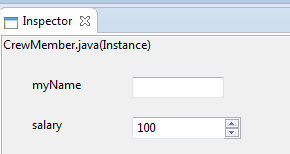 Inspector
CrewMember.java(Instance)
myName
salary 100